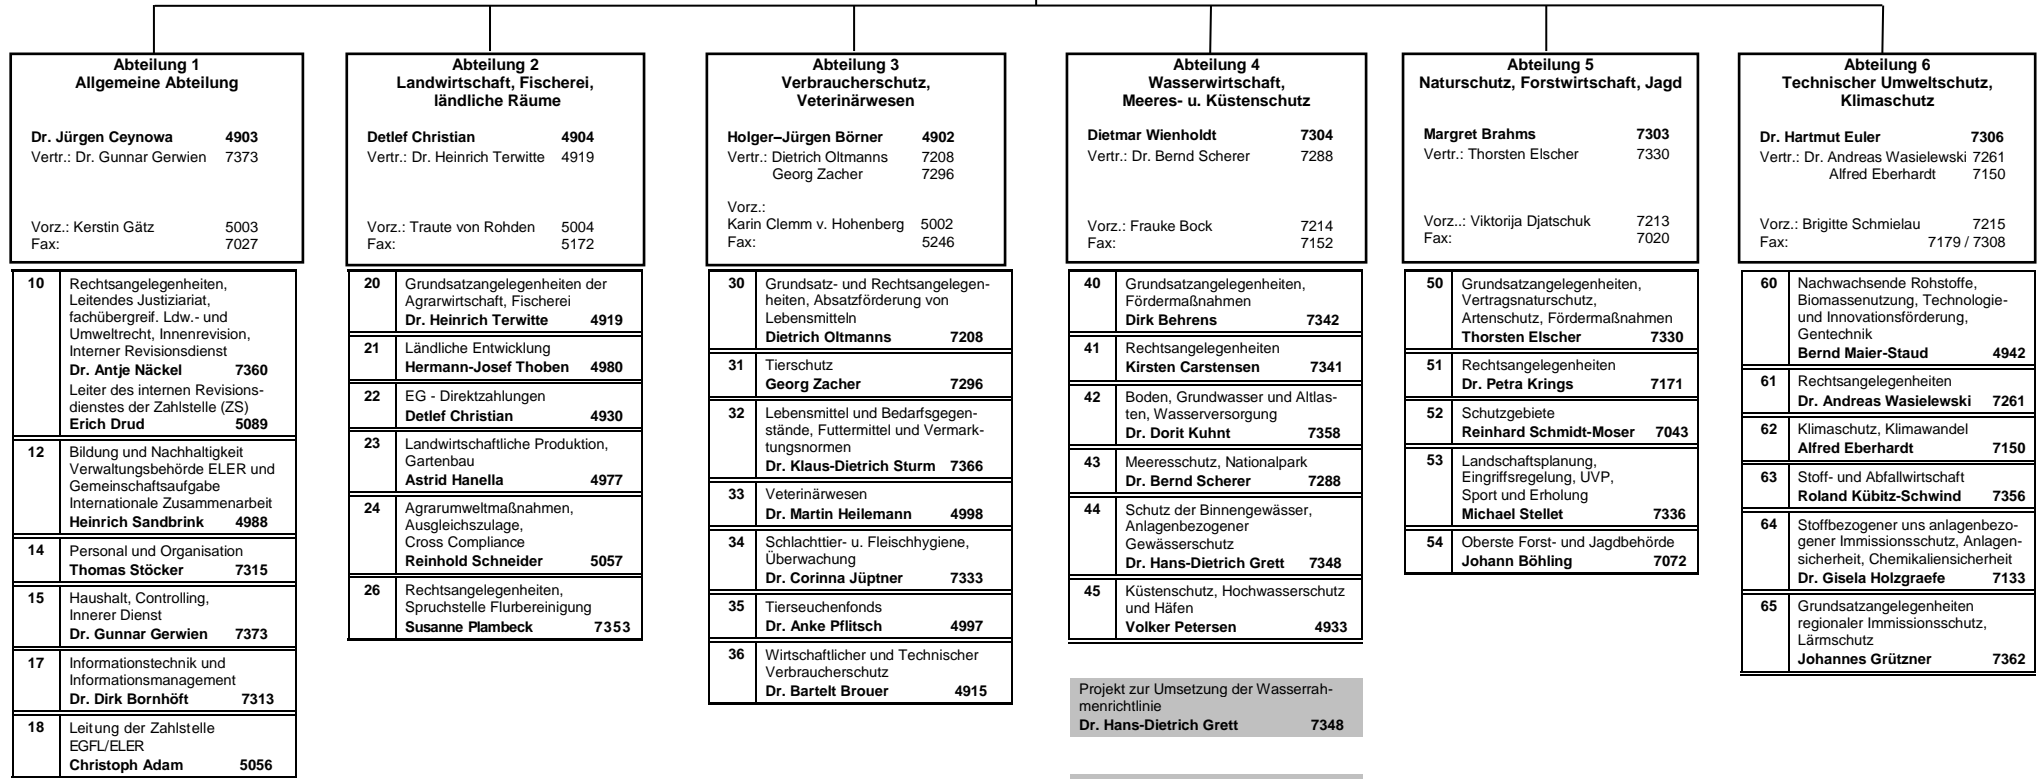 Abteilung 1
Allgemeine Abteilung
Dr. Jürgen Ceynowa 4903
Vertr.: Dr. Gunnar Gerwien 7373
Vorz.: Kerstin Gätz 5003
Fax: 7027
10 Rechtsangelegenheiten,
Leitendes Justiziariat,
fachübergreif. Ldw.- und
Umweltrecht, Innenrevision,
Interner Revisionsdienst
Dr. Antje Näckel 7360
Leiter des internen Revisions-
dienstes der Zahlstelle (ZS)
Erich Drud 5089
12 Bildung und Nachhaltigkeit
Verwaltungsbehörde ELER und
Gemeinschaftsaufgabe
Internationale Zusammenarbeit
Heinrich Sandbrink 4988
14 Personal und Organisation
Thomas Stöcker 7315
15 Haushalt, Controlling,
Innerer Dienst
Dr. Gunnar Gerwien 7373
17 Informationstechnik und
Informationsmanagement
Dr. Dirk Bornhöft 7313
18 Leitung der Zahlstelle
EGFL/ELER
Christoph Adam 5056
Abteilung 2
Landwirtschaft, Fischerei,
ländliche Räume
Detlef Christian 4904
Vertr.: Dr. Heinrich Terwitte 4919
Vorz.: Traute von Rohden 5004
Fax: 5172
20 Grundsatzangelegenheiten der
Agrarwirtschaft, Fischerei
Dr. Heinrich Terwitte 4919
21 Ländliche Entwicklung
Hermann-Josef Thoben 4980
22 EG - Direktzahlungen
Detlef Christian 4930
23 Landwirtschaftliche Produktion,
Gartenbau
Astrid Hanella 4977
24 Agrarumweltmaßnahmen,
Ausgleichszulage,
Cross Compliance
Reinhold Schneider 5057
26 Rechtsangelegenheiten,
Spruchstelle Flurbereinigung
Susanne Plambeck 7353
Abteilung 3
Verbraucherschutz,
Veterinärwesen
Holger–Jürgen Börner 4902
Vertr.: Dietrich Oltmanns 7208
Georg Zacher 7296
Vorz.:
Karin Clemm v. Hohenberg 5002
Fax: 5246
30 Grundsatz- und Rechtsangelegen-
heiten, Absatzförderung von
Lebensmitteln
Dietrich Oltmanns 7208
31 Tierschutz
Georg Zacher 7296
32 Lebensmittel und Bedarfsgegen-
stände, Futtermittel und Vermark-
tungsnormen
Dr. Klaus-Dietrich Sturm 7366
33 Veterinärwesen
Dr. Martin Heilemann 4998
34 Schlachttier- u. Fleischhygiene,
Überwachung
Dr. Corinna Jüptner 7333
35 Tierseuchenfonds
Dr. Anke Pflitsch 4997
36 Wirtschaftlicher und Technischer
Verbraucherschutz
Dr. Bartelt Brouer 4915
Abteilung 4
Wasserwirtschaft,
Meeres- u. Küstenschutz
Dietmar Wienholdt 7304
Vertr.: Dr. Bernd Scherer 7288
Vorz.: Frauke Bock 7214
Fax: 7152
40 Grundsatzangelegenheiten,
Fördermaßnahmen
Dirk Behrens 7342
41 Rechtsangelegenheiten
Kirsten Carstensen 7341
42 Boden, Grundwasser und Altlas-
ten, Wasserversorgung
Dr. Dorit Kuhnt 7358
43 Meeresschutz, Nationalpark
Dr. Bernd Scherer 7288
44 Schutz der Binnengewässer,
Anlagenbezogener
Gewässerschutz
Dr. Hans-Dietrich Grett 7348
45 Küstenschutz, Hochwasserschutz
und Häfen
Volker Petersen 4933
Projekt zur Umsetzung der Wasserrah-
menrichtlinie
Dr. Hans-Dietrich Grett 7348
Abteilung 5
Naturschutz, Forstwirtschaft, Jagd
Margret Brahms 7303
Vertr.: Thorsten Elscher 7330
Vorz..: Viktorija Djatschuk 7213
Fax: 7020
50 Grundsatzangelegenheiten,
Vertragsnaturschutz,
Artenschutz, Fördermaßnahmen
Thorsten Elscher 7330
51 Rechtsangelegenheiten
Dr. Petra Krings 7171
52 Schutzgebiete
Reinhard Schmidt-Moser 7043
53 Landschaftsplanung,
Eingriffsregelung, UVP,
Sport und Erholung
Michael Stellet 7336
54 Oberste Forst- und Jagdbehörde
Johann Böhling 7072
Abteilung 6
Technischer Umweltschutz,
Klimaschutz
Dr. Hartmut Euler 7306
Vertr.: Dr. Andreas Wasielewski 7261
Alfred Eberhardt 7150
Vorz.: Brigitte Schmielau 7215
Fax: 7179 / 7308
60 Nachwachsende Rohstoffe,
Biomassenutzung, Technologie-
und Innovationsförderung,
Gentechnik
Bernd Maier-Staud 4942
61 Rechtsangelegenheiten
Dr. Andreas Wasielewski 7261
62 Klimaschutz, Klimawandel
Alfred Eberhardt 7150
63 Stoff- und Abfallwirtschaft
Roland Kübitz-Schwind 7356
64 Stoffbezogener uns anlagenbezo-
gener Immissionsschutz, Anlagen-
sicherheit, Chemikaliensicherheit
Dr. Gisela Holzgraefe 7133
65 Grundsatzangelegenheiten
regionaler Immissionsschutz,
Lärmschutz
Johannes Grützner 7362